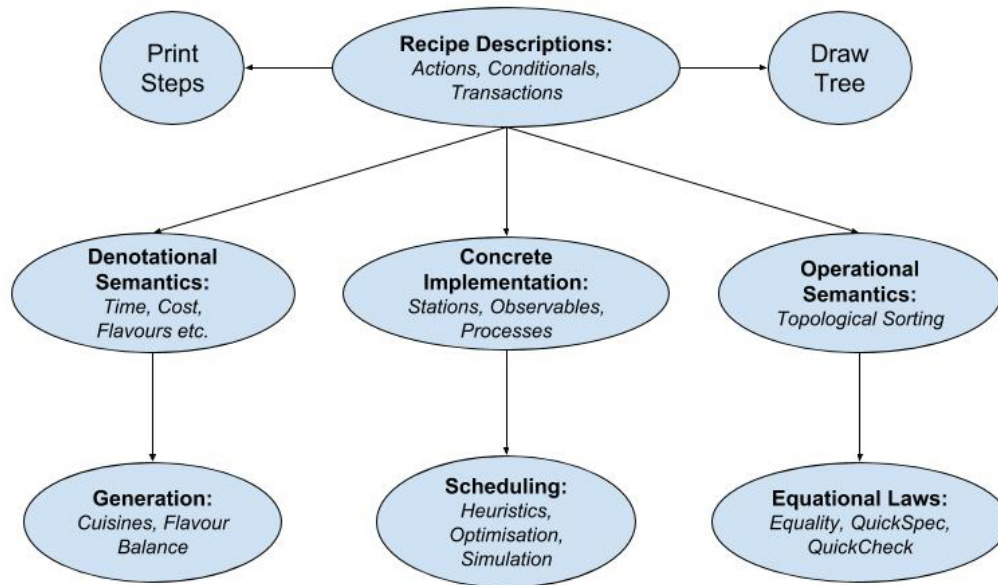 Print
Steps
Recipe Descriptions:
Actions, Conditionals,
Transactions
Draw
Tree
Denotational
Semantics:
Time, Cost,
Flavours etc.
Concrete
Implementation:
Stations, Observables,
Processes
Operational
Semantics:
Topological Sorting
Generation:
Cuisines, Flavour
Balance
Scheduling:
Heuristics,
Optimisation,
Simulation
Equational Laws:
Equality, QuickSpec,
QuickCheck